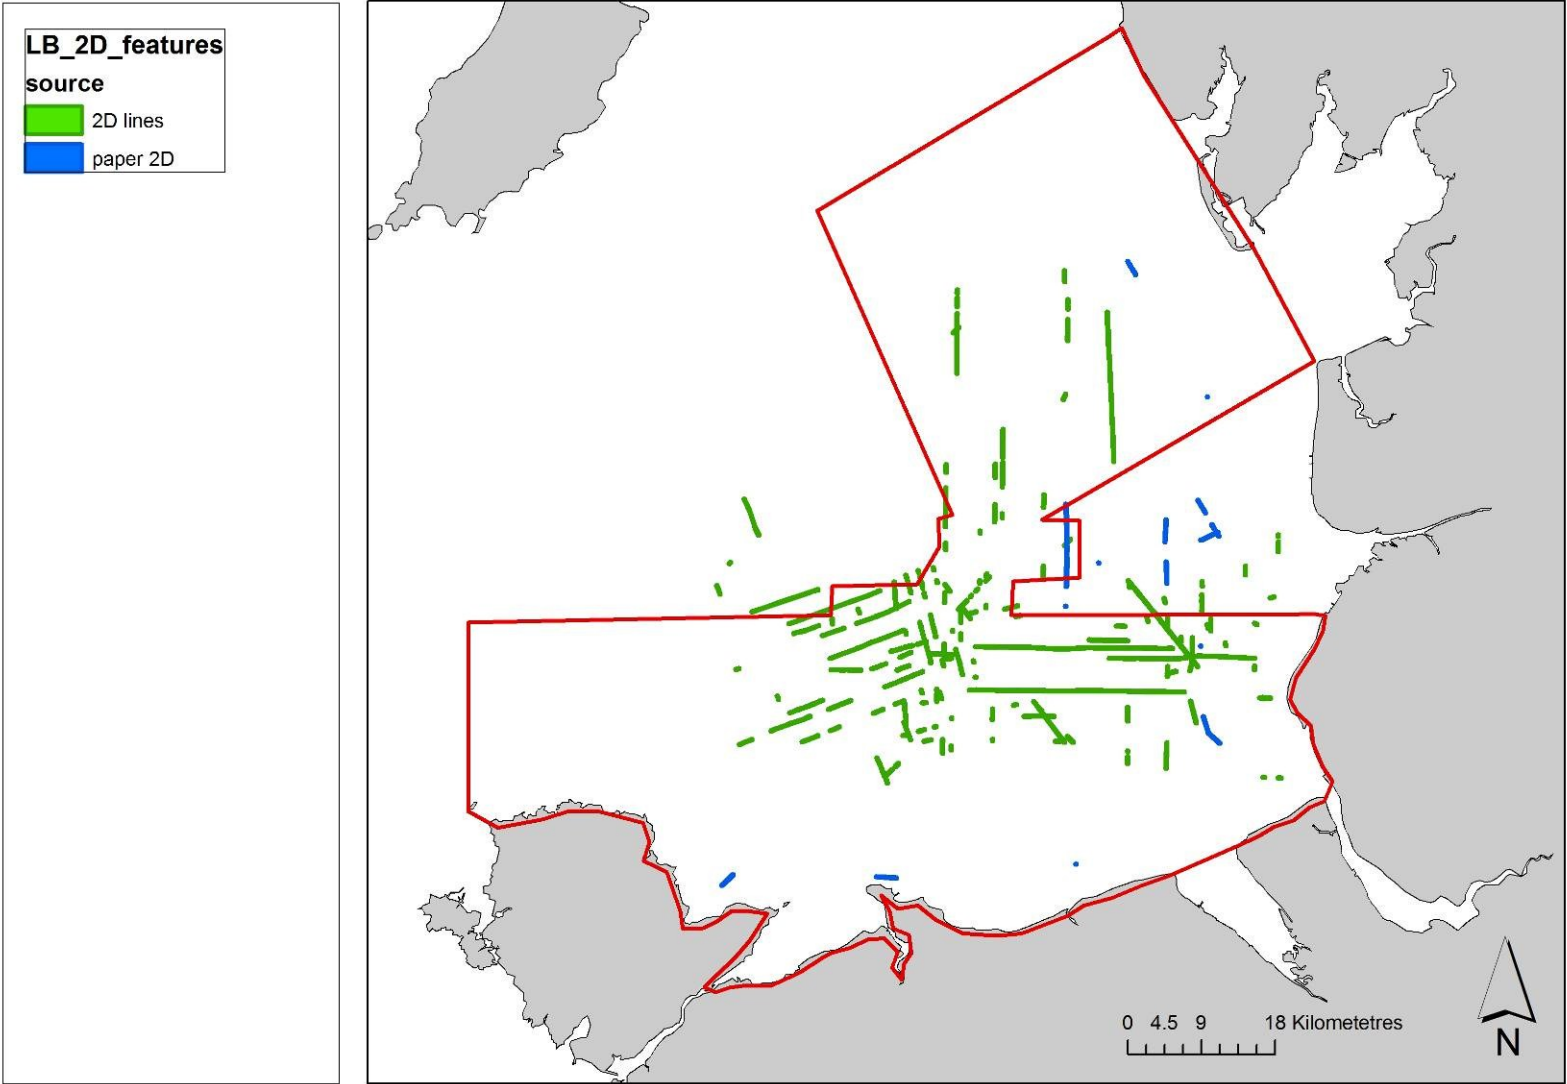 LB_2D_features
source
2D lines
paper 2D
0 4.5 9 18 Kilometetres
N